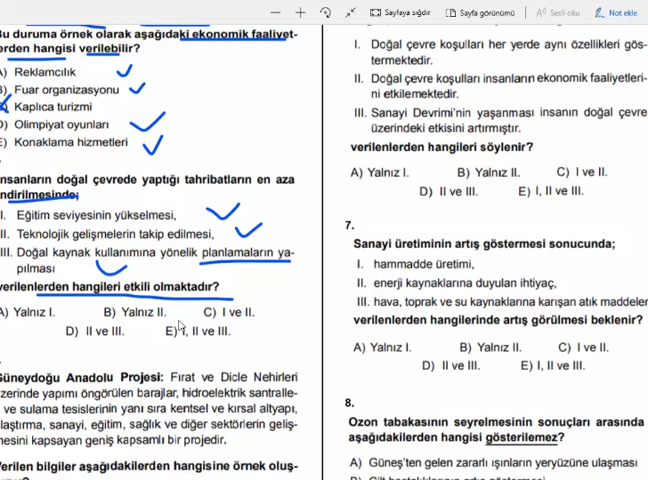 Sayfaya sığdır
Sayfa görünümü
Sesli oku
Not ekle
Bu duruma örnek olarak aşağıdaki ekonomik faaliyet-
erden hangisi verilebilir?
A) Reklamcılık
B) Fuar organizasyonu
Kaplıca turizmi
D) Olimpiyat oyunları
E) Konaklama hizmetleri
nsanların doğal çevrede yaptığı tahribatların en aza
ndirilmesinde;
I. Eğitim seviyesinin yükselmesi,
II. Teknolojik gelişmelerin takip edilmesi,
III. Doğal kaynak kullanımına yönelik planlamaların ya-
pılması
verilenlerden hangileri etkili olmaktadır?
A) Yalnız I. B) Yalnız II. C) I ve II.
D) II ve III. E) I, II ve III.
Güneydoğu Anadolu Projesi: Fırat ve Dicle Nehirleri
zerinde yapımı öngörülen barajlar, hidroelektrik santralle-
ve sulama tesislerinin yanı sıra kentsel ve kırsal altyapı,
laştırma, sanayi, eğitim, sağlık ve diğer sektörlerin geliş-
mesini kapsayan geniş kapsamlı bir projedir.
Verilen bilgiler aşağıdakilerden hangisine örnek oluş-
I. Doğal çevre koşulları her yerde aynı özellikleri gös-
termektedir.
II. Doğal çevre koşulları insanların ekonomik faaliyetleri-
ni etkilemektedir.
III. Sanayi Devrimi'nin yaşanması insanın doğal çevre
üzerindeki etkisini artırmıştır.
verilenlerden hangileri söylenir?
A) Yalnız I. B) Yalnız II. C) I ve II.
D) II ve III. E) I, II ve III.
7.
Sanayi üretiminin artış göstermesi sonucunda;
I. hammadde üretimi,
II. enerji kaynaklarına duyulan ihtiyaç,
III. hava, toprak ve su kaynaklarına karışan atık maddeler
verilenlerden hangilerinde artış görülmesi beklenir?
A) Yalnız I. B) Yalnız II. C) I ve II.
D) II ve III. E) I, II ve III.
8.
Ozon tabakasının seyrelmesinin sonuçları arasında
aşağıdakilerden hangisi gösterilemez?
A) Güneş'ten gelen zararlı ışınların yeryüzüne ulaşması